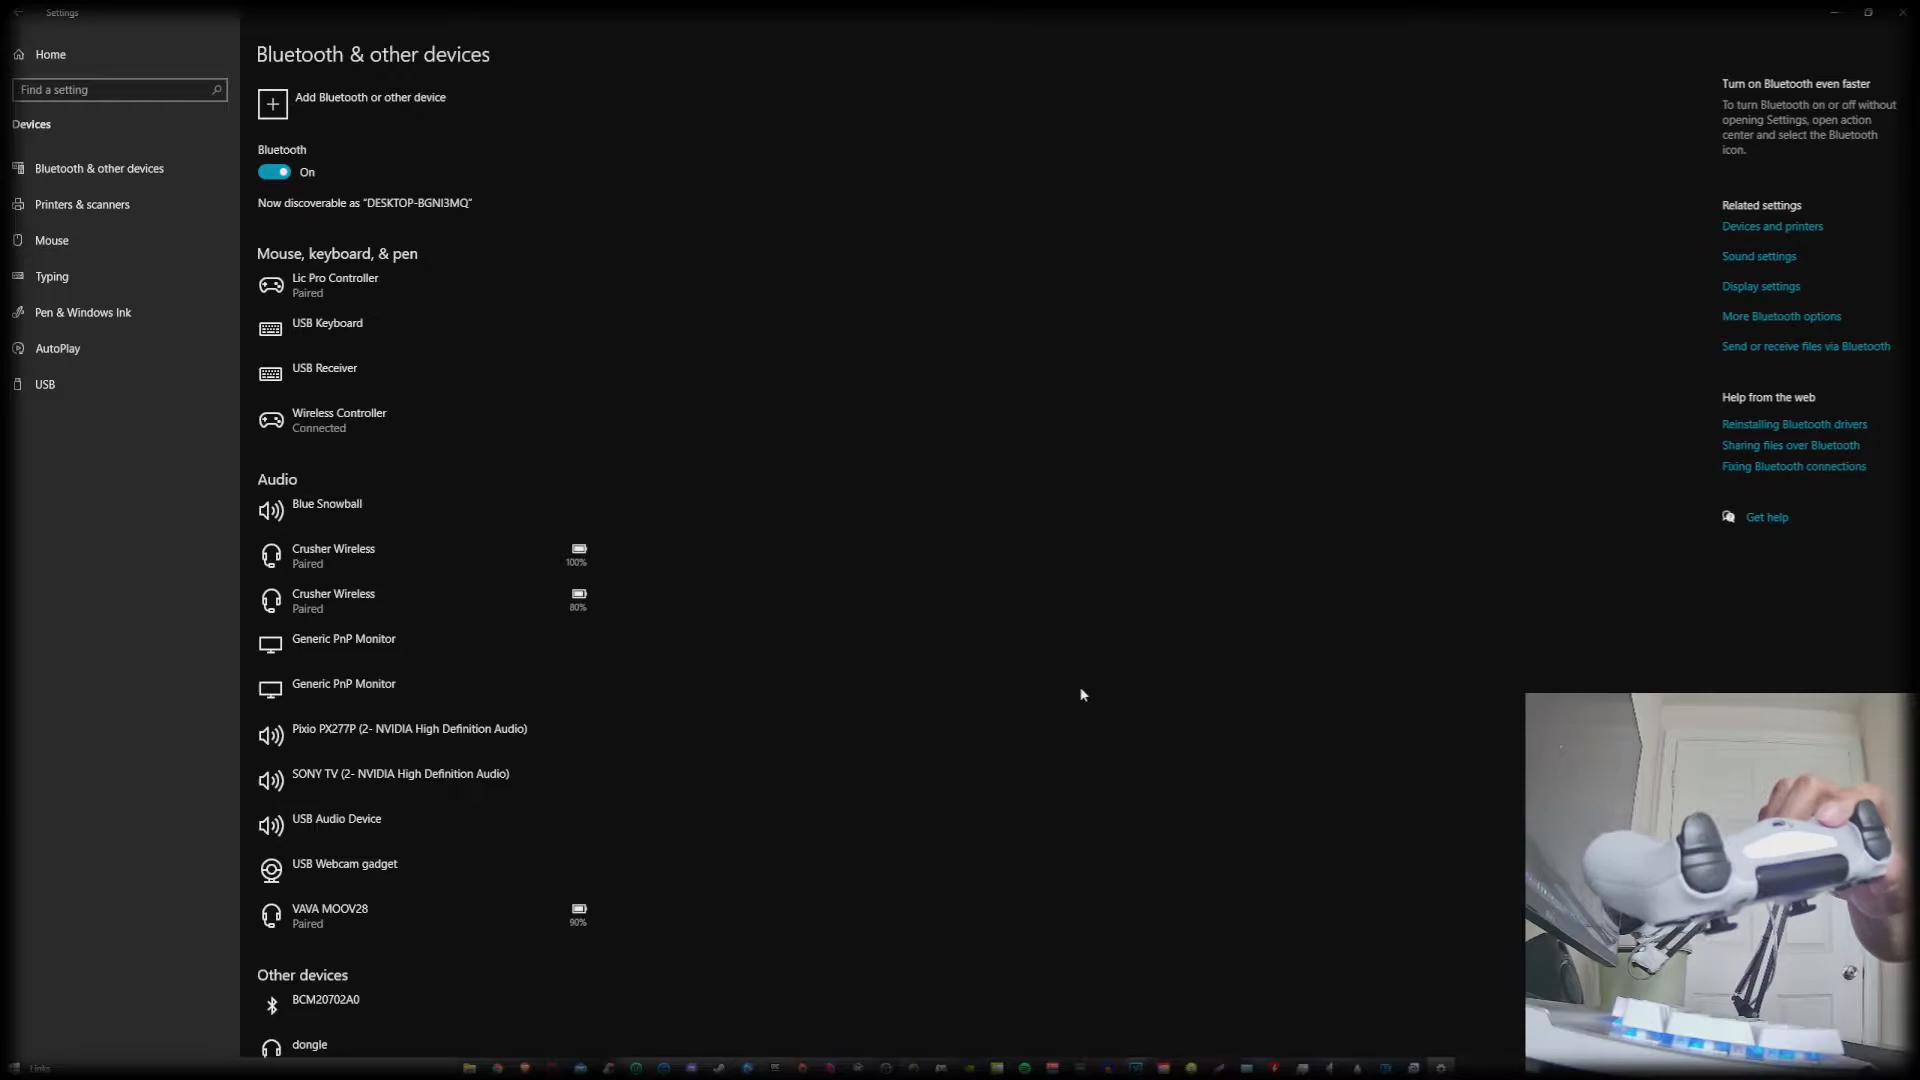 Settings
Home
Find a setting
Devices
Bluetooth & other devices
Printers & scanners
Mouse
Typing
Pen & Windows Ink
AutoPlay
USB
Bluetooth & other devices
Add Bluetooth or other device
Bluetooth
On
Now discoverable as "DESKTOP-BGNI3MQ"
Mouse, keyboard, & pen
Lic Pro Controller
Paired
USB Keyboard
USB Receiver
Wireless Controller
Connected
Audio
Blue Snowball
Crusher Wireless
Paired
100%
Crusher Wireless
Paired
80%
Generic PnP Monitor
Generic PnP Monitor
Pixio PX277P (2- NVIDIA High Definition Audio)
SONY TV (2- NVIDIA High Definition Audio)
USB Audio Device
USB Webcam gadget
VAVA MOOV28
Paired
90%
Other devices
BCM20702A0
dongle
Turn on Bluetooth even faster
To turn Bluetooth on or off without
opening Settings, open action
center and select the Bluetooth
icon.
Related settings
Devices and printers
Sound settings
Display settings
More Bluetooth options
Send or receive files via Bluetooth
Help from the web
Reinstalling Bluetooth drivers
Sharing files over Bluetooth
Fixing Bluetooth connections
Get help
Links